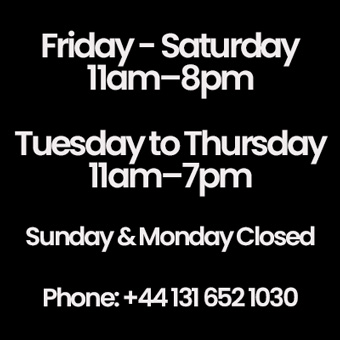 Friday - Saturday
11am–8pm
Tuesday to Thursday
11am–7pm
Sunday & Monday Closed
Phone: +44 131 652 1030